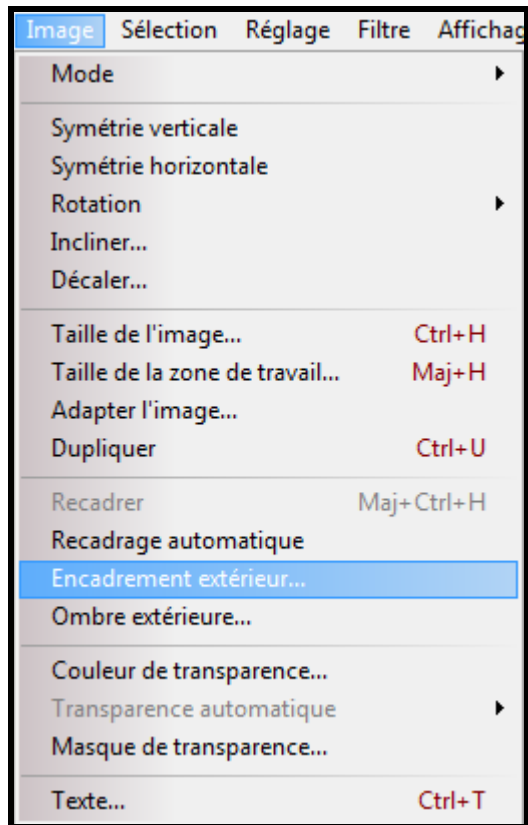 Image Sélection Réglage Filtre Affichag
Mode
Symétrie verticale
Symétrie horizontale
Rotation
Incliner...
Décaler...
Taille de l'image... Ctrl+H
Taille de la zone de travail... Maj+H
Adapter l'image...
Dupliquer Ctrl+U
Recadrer Maj+Ctrl+H
Recadrage automatique
Encadrement extérieur...
Ombre extérieure...
Couleur de transparence...
Transparence automatique
Masque de transparence...
Texte... Ctrl+T